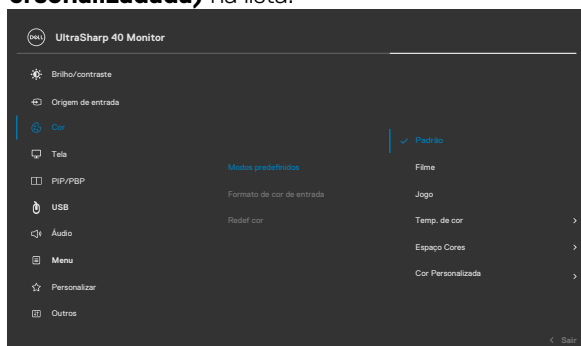 ersonalizadada) na lista.
DELL UltraSharp 40 Monitor
Brilho/contraste
Origem de entrada
Cor
Padrão
Tela
Modos predefinidos
Filme
PIP/PBP
Formato de cor de entrada
Jogo
USB
Redef cor
Temp. de cor
Áudio
Espaço Cores
Menu
Cor Personalizada
Personalizar
Outros
Sair